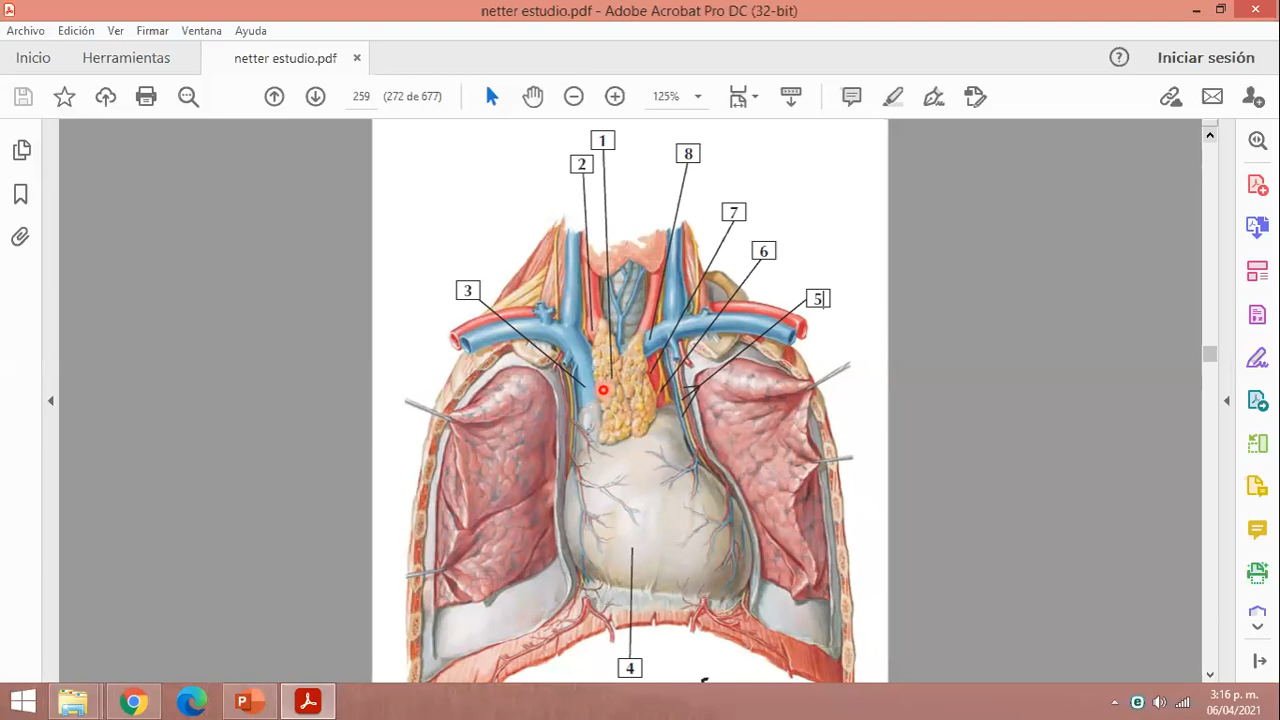 netter estudio.pdf - Adobe Acrobat Pro DC (32-bit)
Archivo Edición Ver Firmar Ventana Ayuda
Inicio Herramientas netter estudio.pdf Iniciar sesión
259 (272 de 677) 125%
1
8
2
7
6
3
5
4
3:16 p. m.
06/04/2021